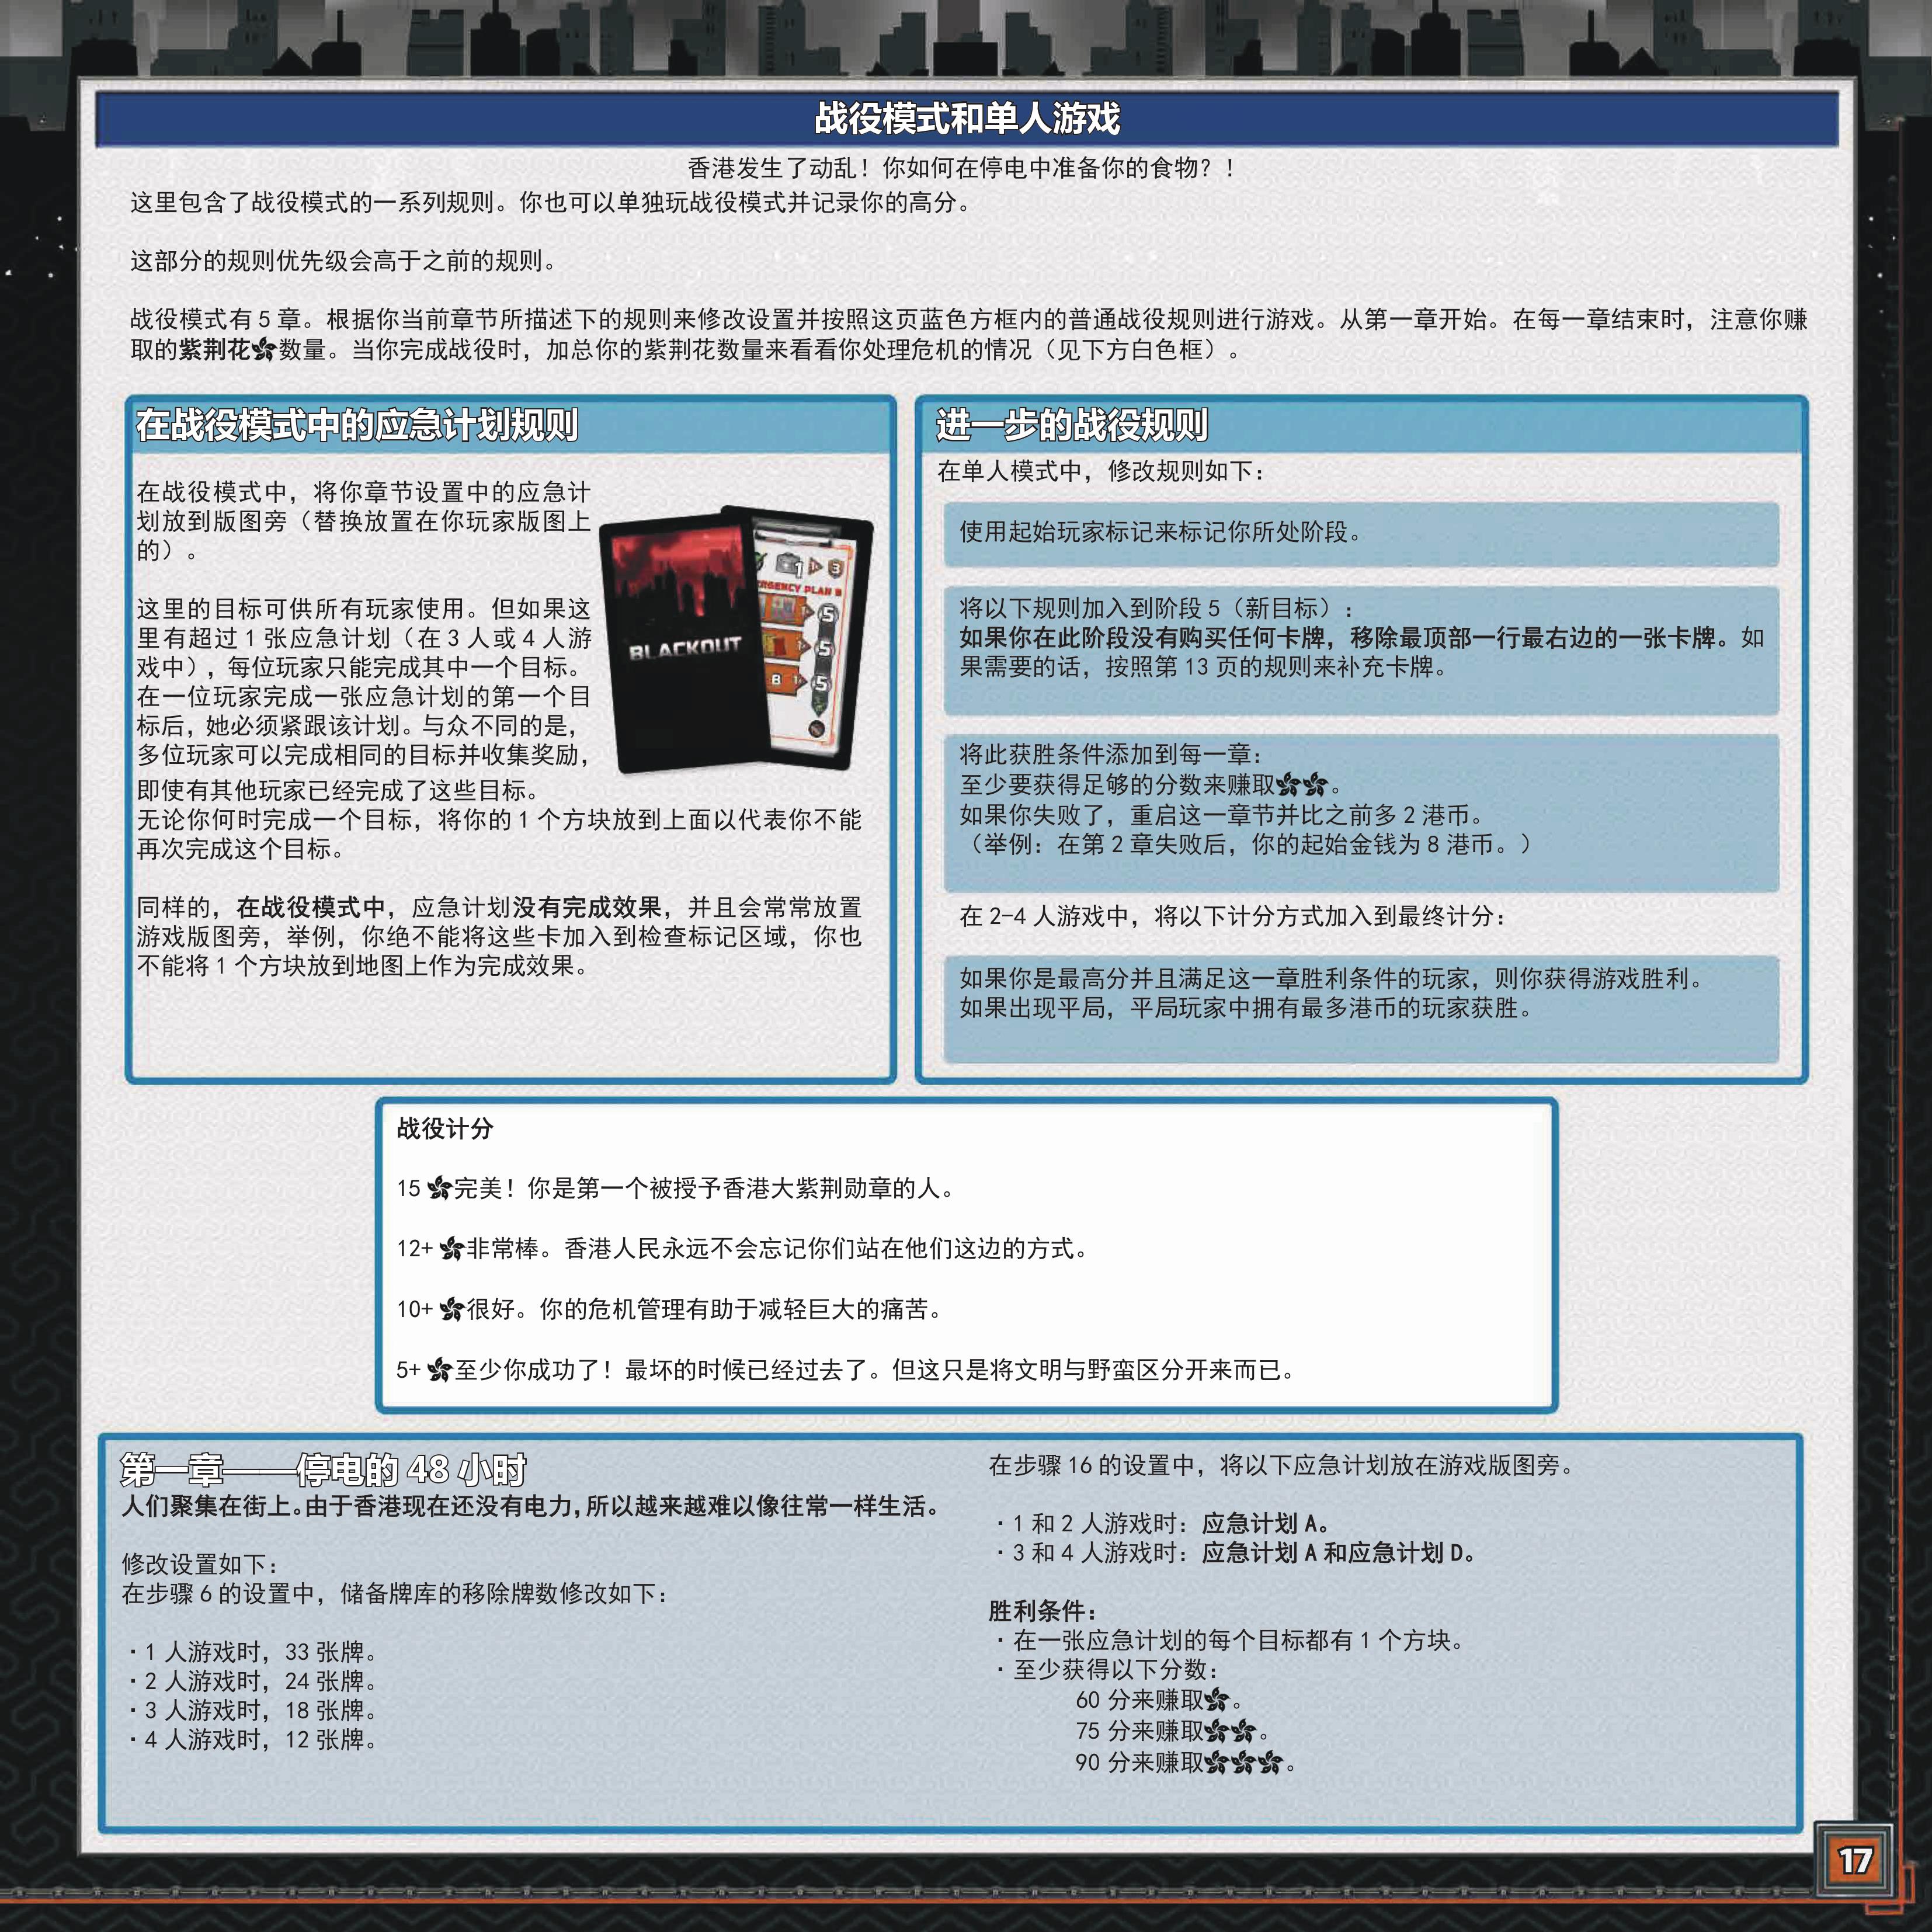 战役模式和单人游戏
香港发生了动乱！你如何在停电中准备你的食物？！
这里包含了战役模式的一系列规则。你也可以单独玩战役模式并记录你的高分。
这部分的规则优先级会高于之前的规则。
战役模式有 5 章。根据你当前章节所描述下的规则来修改设置并按照这页蓝色方框内的普通战役规则进行游戏。从第一章开始。在每一章结束时，注意你赚
取的紫荆花数量。当你完成战役时，加总你的紫荆花数量来看看你处理危机的情况（见下方白色框）。
在战役模式中的应急计划规则
在战役模式中，将你章节设置中的应急计
划放到版图旁（替换放置在你玩家版图上
的）。
这里的目标可供所有玩家使用。但如果这
里有超过 1 张应急计划（在 3 人或 4 人游
戏中），每位玩家只能完成其中一个目标。
在一位玩家完成一张应急计划的第一个目
标后，她必须紧跟该计划。与众不同的是，
多位玩家可以完成相同的目标并收集奖励，
即使有其他玩家已经完成了这些目标。
无论你何时完成一个目标，将你的 1 个方块放到上面以代表你不能
再次完成这个目标。
同样的，在战役模式中，应急计划没有完成效果，并且会常常放置
游戏版图旁，举例，你绝不能将这些卡加入到检查标记区域，你也
不能将 1 个方块放到地图上作为完成效果。
BLACKOUT
1 3
RGENCY PLAN B
5
5
8 1 5
进一步的战役规则
在单人模式中，修改规则如下：
使用起始玩家标记来标记你所处阶段。
将以下规则加入到阶段 5（新目标）：
如果你在此阶段没有购买任何卡牌，移除最顶部一行最右边的一张卡牌。如
果需要的话，按照第 13 页的规则来补充卡牌。
将此获胜条件添加到每一章：
至少要获得足够的分数来赚取。
如果你失败了，重启这一章节并比之前多 2 港币。
（举例：在第 2 章失败后，你的起始金钱为 8 港币。）
在 2-4 人游戏中，将以下计分方式加入到最终计分：
如果你是最高分并且满足这一章胜利条件的玩家，则你获得游戏胜利。
如果出现平局，平局玩家中拥有最多港币的玩家获胜。
战役计分
15 完美！你是第一个被授予香港大紫荆勋章的人。
12+ 非常棒。香港人民永远不会忘记你们站在他们这边的方式。
10+ 很好。你的危机管理有助于减轻巨大的痛苦。
5+ 至少你成功了！最坏的时候已经过去了。但这只是将文明与野蛮区分开来而已。
第一章——停电的 48 小时
人们聚集在街上。由于香港现在还没有电力，所以越来越难以像往常一样生活。
修改设置如下：
在步骤 6 的设置中，储备牌库的移除牌数修改如下：
·1 人游戏时，33 张牌。
·2 人游戏时，24 张牌。
·3 人游戏时，18 张牌。
·4 人游戏时，12 张牌。
在步骤 16 的设置中，将以下应急计划放在游戏版图旁。
·1 和 2 人游戏时：应急计划 A。
·3 和 4 人游戏时：应急计划 A 和应急计划 D。
胜利条件：
·在一张应急计划的每个目标都有 1 个方块。
·至少获得以下分数：
60 分来赚取。
75 分来赚取。
90 分来赚取。
17